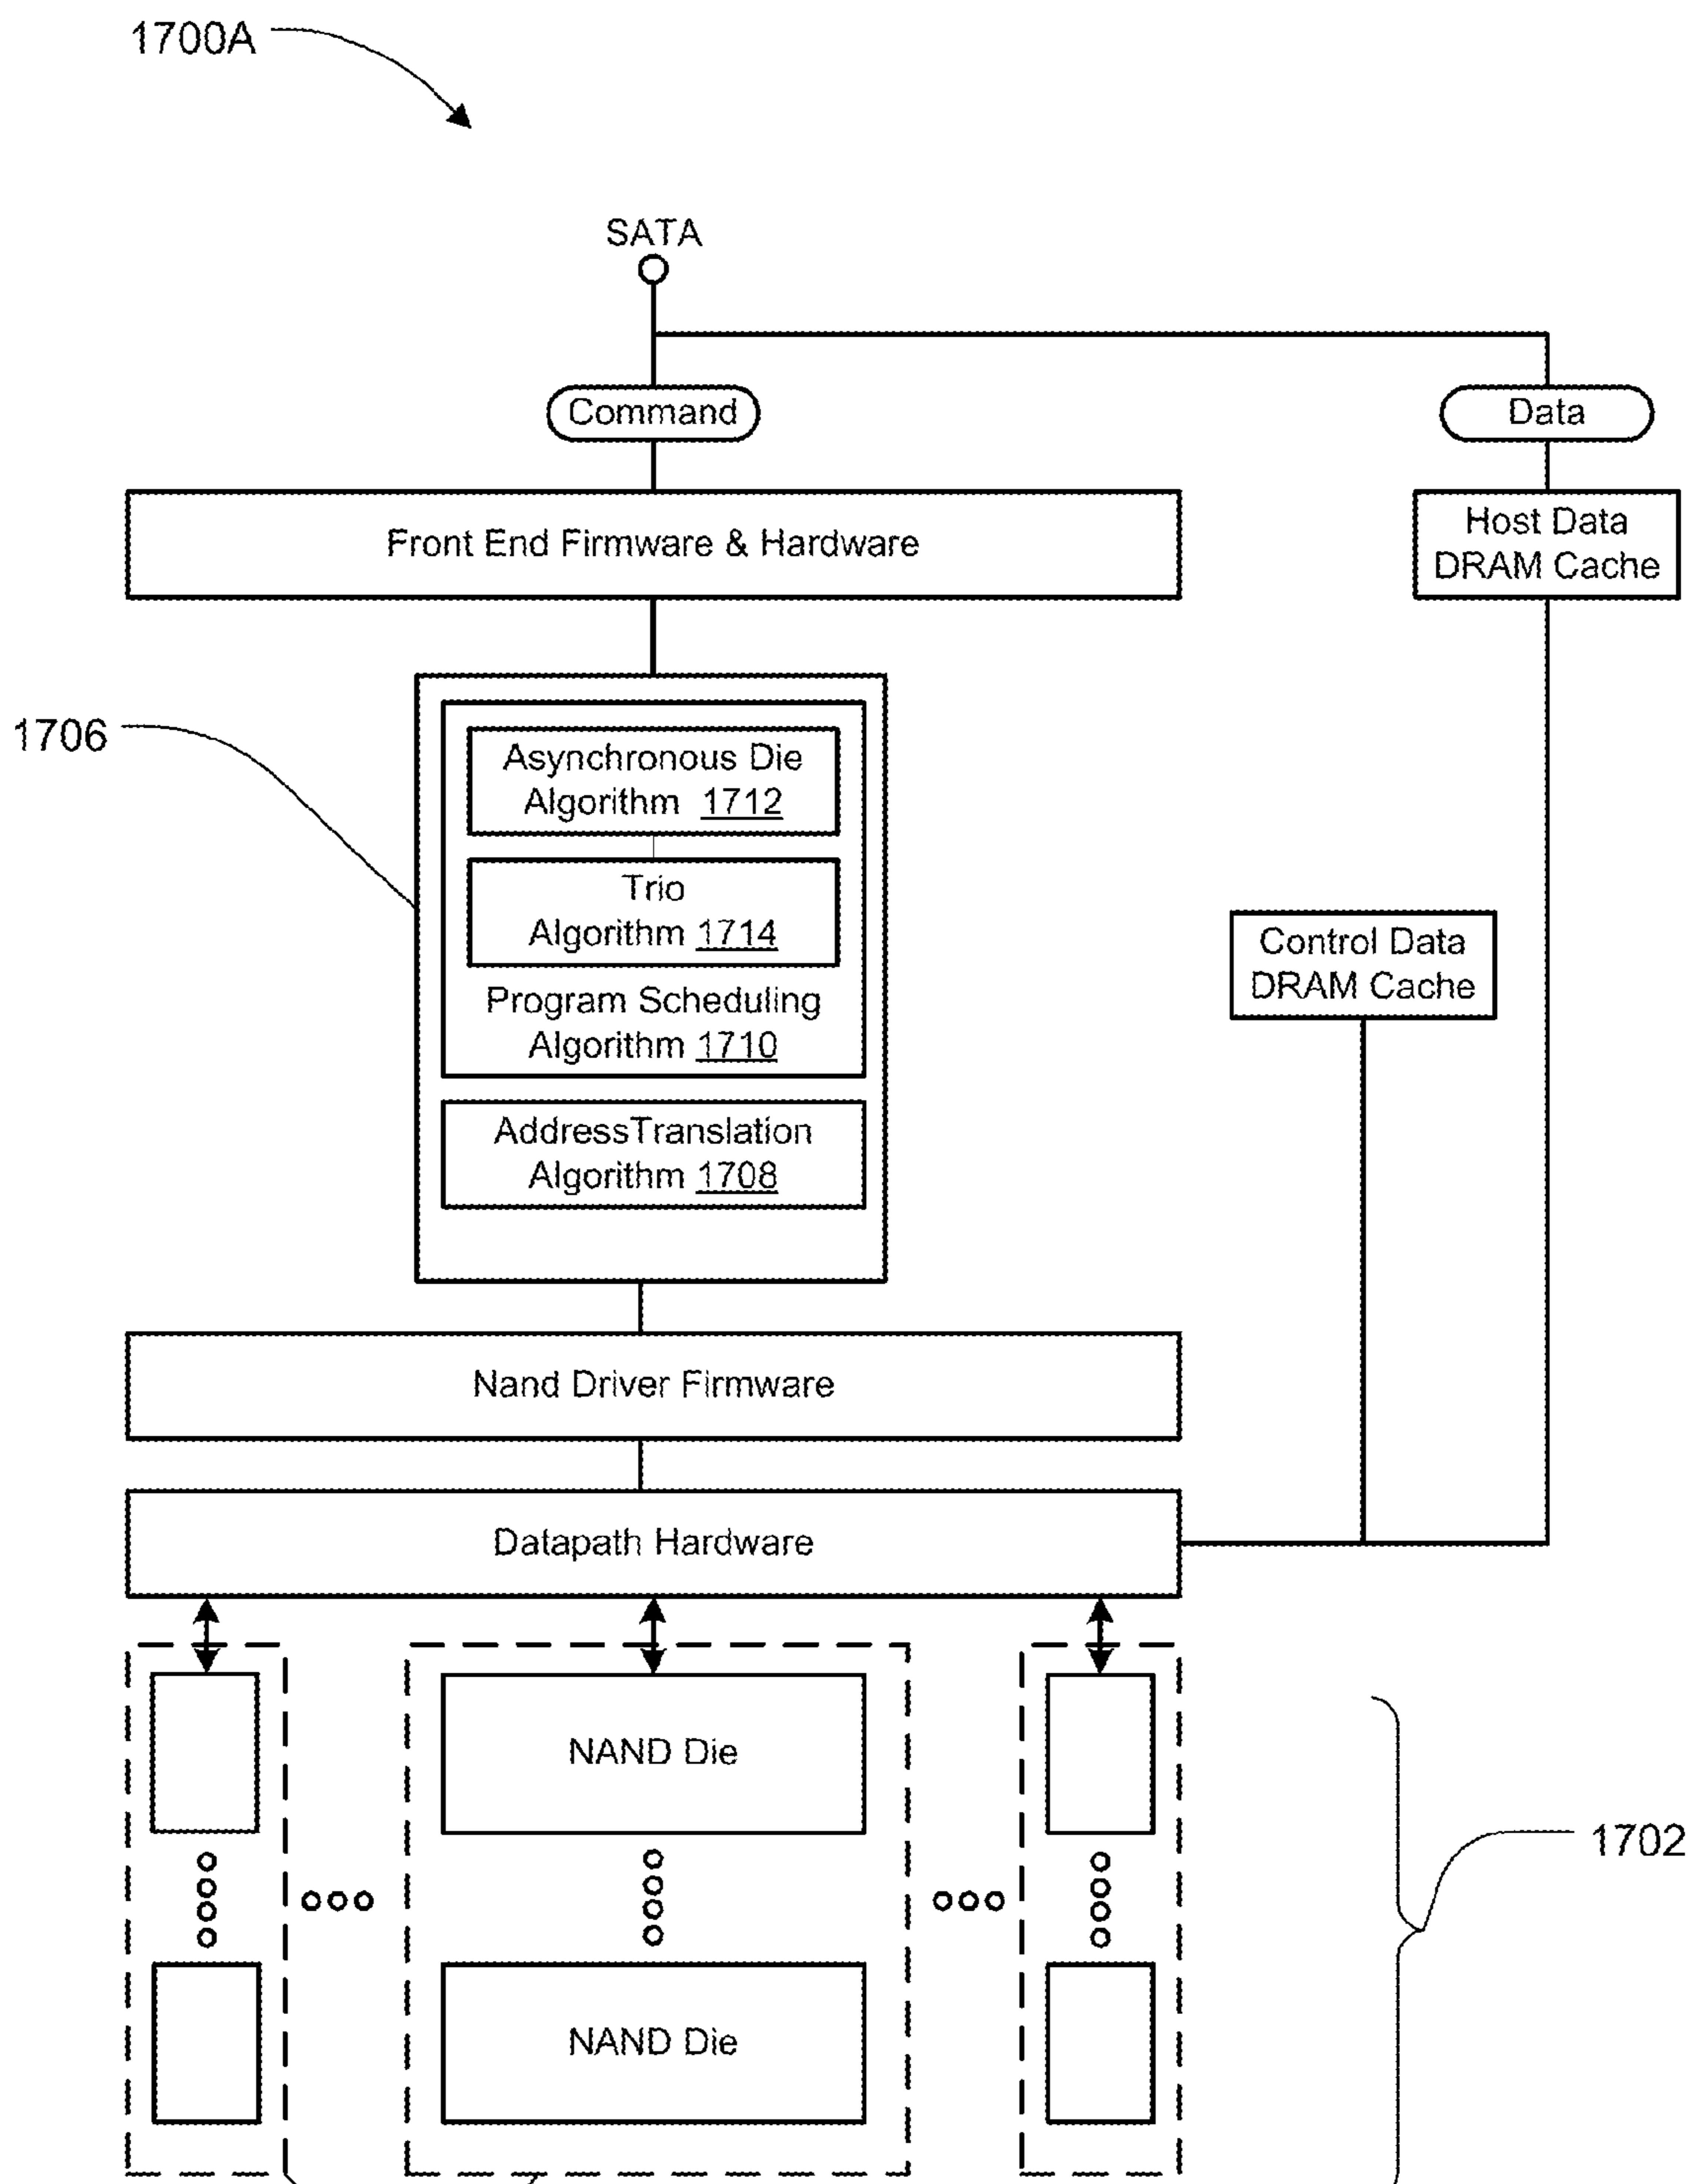 1700A
SATA
Command
Data
Front End Firmware & Hardware
Host Data
DRAM Cache
1706
Asynchronous Die
Algorithm 1712
Trio
Algorithm 1714
Program Scheduling
Algorithm 1710
AddressTranslation
Algorithm 1708
Control Data
DRAM Cache
Nand Driver Firmware
Datapath Hardware
NAND Die
1702
NAND Die